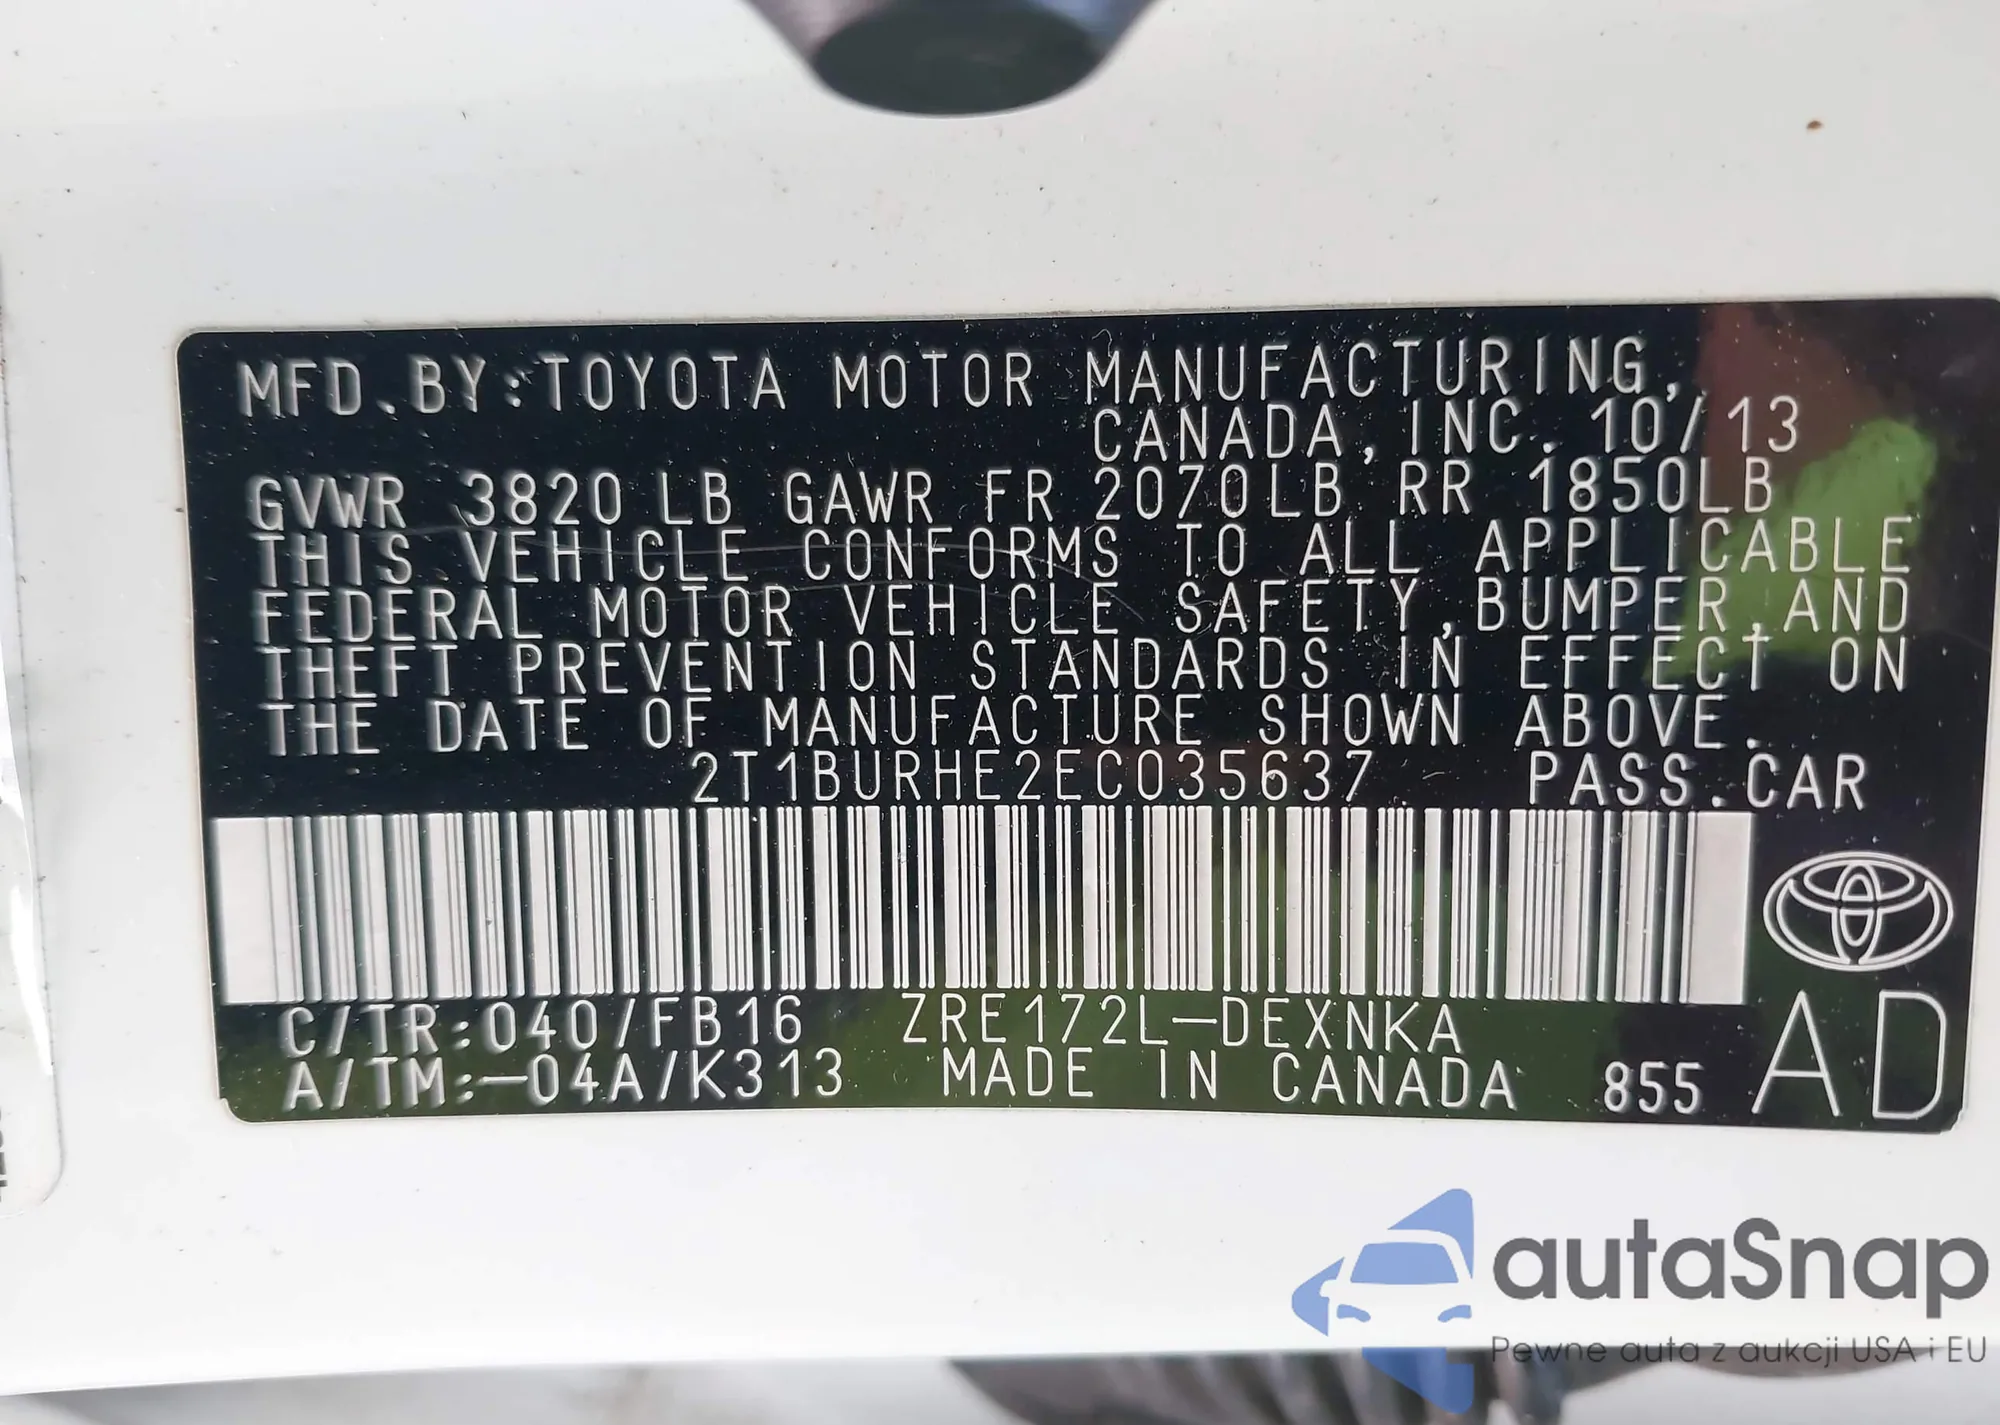 MFD.BY:TOYOTA MOTOR MANUFACTURING,
CANADA,INC. 10/13
GVWR 3820LB GAWR FR 2070LB RR 1850LB
THIS VEHICLE CONFORMS TO ALL APPLICABLE
FEDERAL MOTOR VEHICLE SAFETY,BUMPER,AND
THEFT PREVENTION STANDARDS IN EFFECT ON
THE DATE OF MANUFACTURE SHOWN ABOVE.
2T1BURHE2EC035637 PASS.CAR
C/TR:040/FB16 ZRE172L-DEXNKA
A/TM:-04A/K313 MADE IN CANADA 855 AD
autaSnap
Pewne auta z aukcji USA i EU